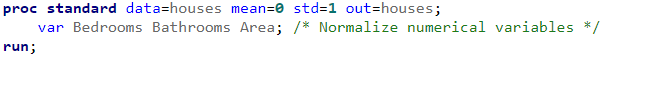 proc standard data=houses mean=0 std=1 out=houses;
    var Bedrooms Bathrooms Area; /* Normalize numerical variables */
run;